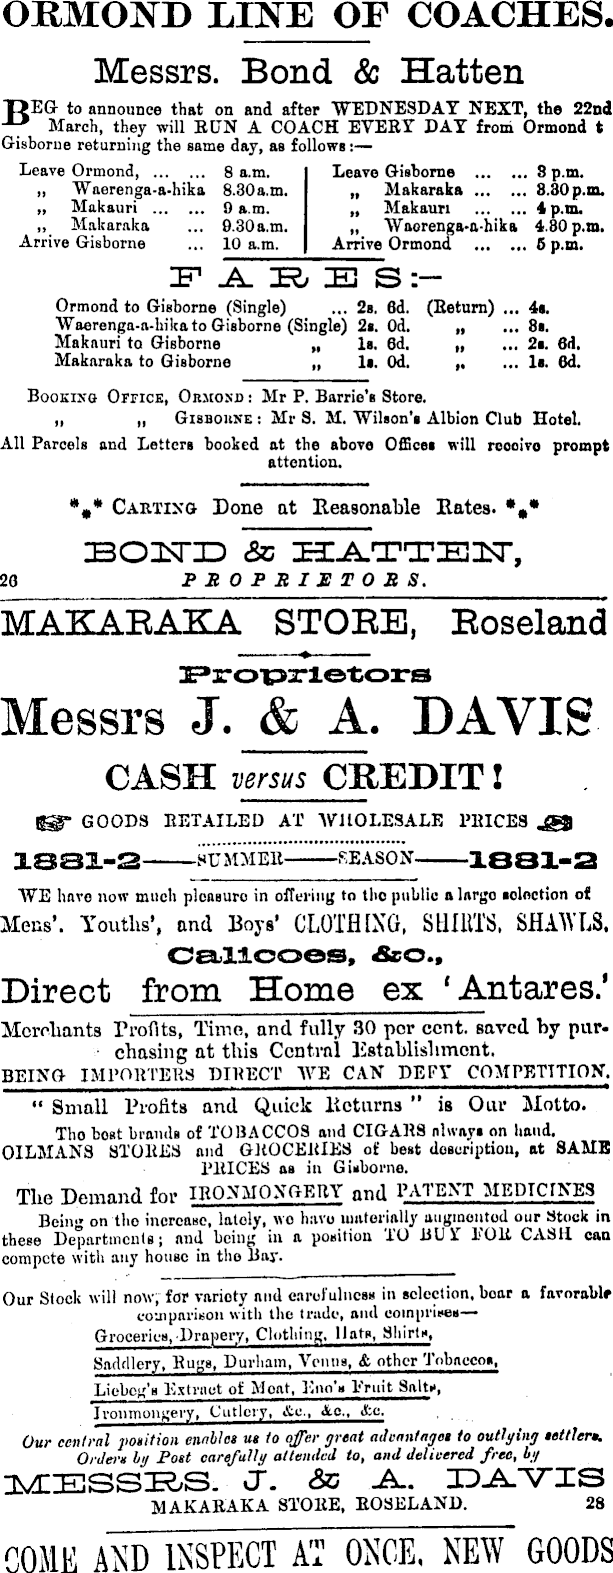 ORMOND LINE OF COACHES.
Messrs. Bond & Hatten
BEG to announce that on and after WEDNESDAY NEXT, the 22nd
March, they will RUN A COACH EVERY DAY from Ormond t
Gisborne returning the same day, as follows:—
Leave Ormond, ... ... 8 a.m.
„ Waerenga-a-hika 8.30 a.m.
„ Makauri ... ... 9 a.m.
„ Makaraka ... 9.30 a.m.
Arrive Gisborne ... 10 a.m.
Leave Gisborne ... ... 3 p.m.
„ Makaraka ... ... 3.30 p.m.
„ Makauri ... ... 4 p.m.
„ Waerenga-a-hika 4.30 p.m.
Arrive Ormond ... ... 5 p.m.
FARES:—
Ormond to Gisborne (Single) ... 2s. 6d. (Return) ... 4s.
Waerenga-a-hika to Gisborne (Single) 2s. 0d. „ ... 3s.
Makauri to Gisborne „ 1s. 6d. „ ... 2s. 6d.
Makaraka to Gisborne „ 1s. 0d. „ ... 1s. 6d.
BOOKING OFFICE, ORMOND: Mr P. Barrie's Store.
„ „ GISBORNE: Mr S. M. Wilson's Albion Club Hotel.
All Parcels and Letters booked at the above Offices will receive prompt
attention.
*** CARTING Done at Reasonable Rates. ***
BOND & HATTEN,
26 PROPRIETORS.
MAKARAKA STORE, Roseland
Proprietors
Messrs J. & A. DAVIS
CASH versus CREDIT!
☞ GOODS RETAILED AT WHOLESALE PRICES ☜
1881-2——SUMMER——SEASON——1881-2
WE have now much pleasure in offering to the public a large selection of
Mens'. Youths', and Boys' CLOTHING, SHIRTS, SHAWLS,
Calicoes, &c.,
Direct from Home ex 'Antares.'
Merchants Profits, Time, and fully 30 per cent. saved by pur-
chasing at this Central Establishment.
BEING IMPORTERS DIRECT WE CAN DEFY COMPETITION.
" Small Profits and Quick Returns " is Our Motto.
The best brands of TOBACCOS and CIGARS always on hand.
OILMANS STORES and GROCERIES of best description, at SAME
PRICES as in Gisborne.
The Demand for IRONMONGERY and PATENT MEDICINES
Being on the increase, lately, we have materially augmented our Stock in
these Departments; and being in a position TO BUY FOR CASH can
compete with any house in the Bay.
Our Stock will now, for variety and carefulness in selection, bear a favorable
comparison with the trade, and comprises—
Groceries, Drapery, Clothing, Hats, Shirts,
Saddlery, Rugs, Durham, Venus, & other Tobaccos,
Liebeg's Extract of Meat, Eno's Fruit Salts,
Ironmongery, Cutlery, &c., &c., &c.
Our central position enables us to offer great advantages to outlying settlers.
Orders by Post carefully attended to, and delivered free, by
MESSRS. J. & A. DAVIS
MAKARAKA STORE, ROSELAND. 28
COME AND INSPECT AT ONCE, NEW GOODS